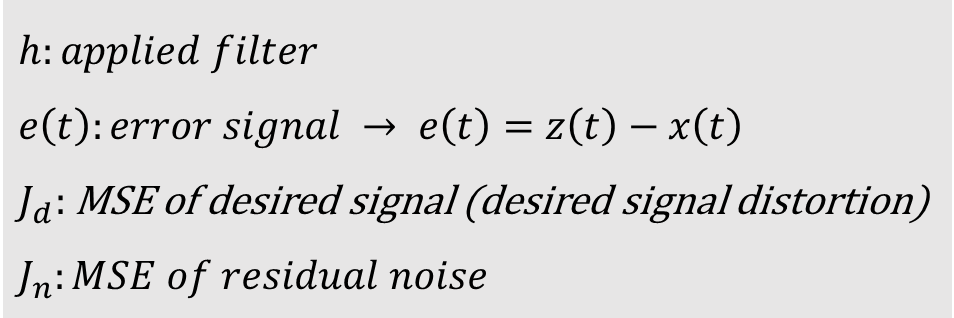 h: applied filter
e(t): error signal → e(t) = z(t) − x(t)
J_d: MSE of desired signal (desired signal distortion)
J_n: MSE of residual noise